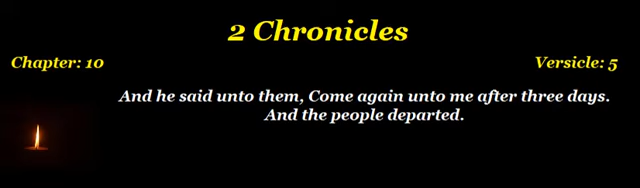 2 Chronicles
Chapter: 10 Versicle: 5
And he said unto them, Come again unto me after three days.
And the people departed.